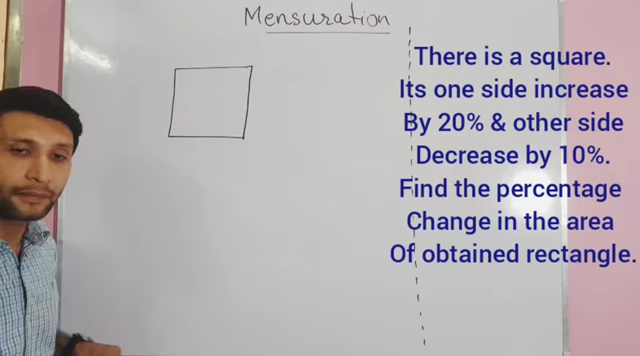 Mensuration
There is a square.
Its one side increase
By 20% & other side
Decrease by 10%.
Find the percentage
Change in the area
Of obtained rectangle.